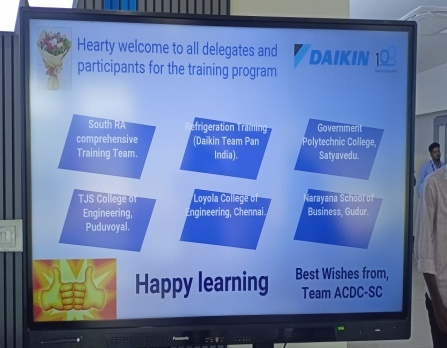 Hearty welcome to all delegates and
participants for the training program
DAIKIN
South RA
comprehensive
Training Team.
Refrigeration Training
(Daikin Team Pan
India).
Government
Polytechnic College,
Satyavedu.
TJS College of
Engineering,
Puduvoyal.
Loyola College of
Engineering, Chennai.
Narayana School of
Business, Gudur.
Happy learning
Best Wishes from,
Team ACDC-SC
Panasonic